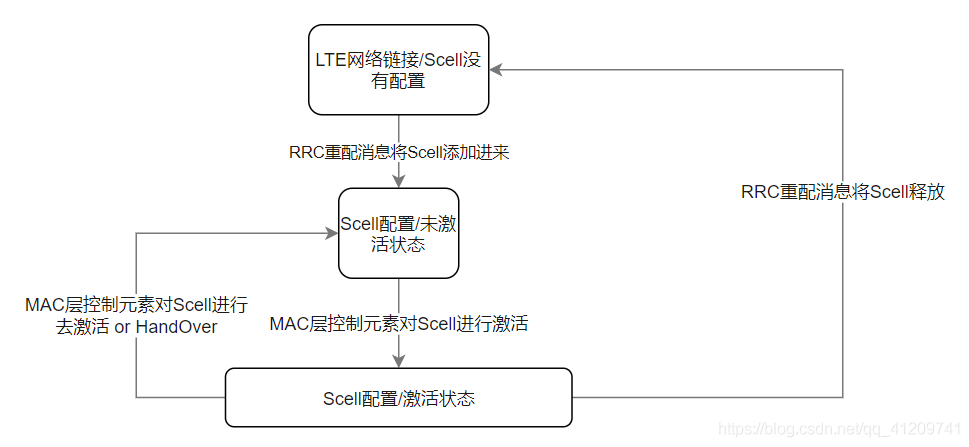 LTE网络链接/Scell没
有配置
RRC重配消息将Scell添加进来
RRC重配消息将Scell释放
Scell配置/未激
活状态
MAC层控制元素对Scell进行
去激活 or HandOver
MAC层控制元素对Scell进行激活
Scell配置/激活状态
https://blog.csdn.net/qq_41209741